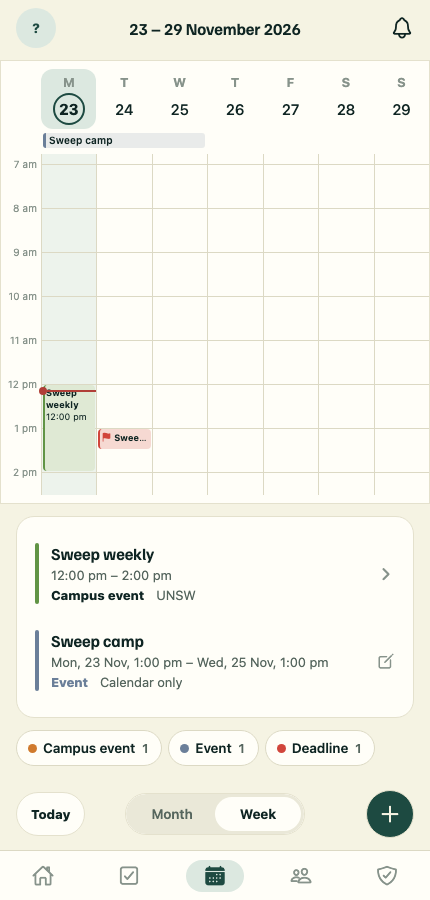 ?
23 – 29 November 2026
M T W T F S S
23 24 25 26 27 28 29
Sweep camp
7 am
8 am
9 am
10 am
11 am
12 pm
Sweep
weekly
12:00 pm
1 pm
Swee...
2 pm
Sweep weekly
12:00 pm – 2:00 pm
Campus event UNSW
Sweep camp
Mon, 23 Nov, 1:00 pm – Wed, 25 Nov, 1:00 pm
Event Calendar only
Campus event 1 Event 1 Deadline 1
Today Month Week